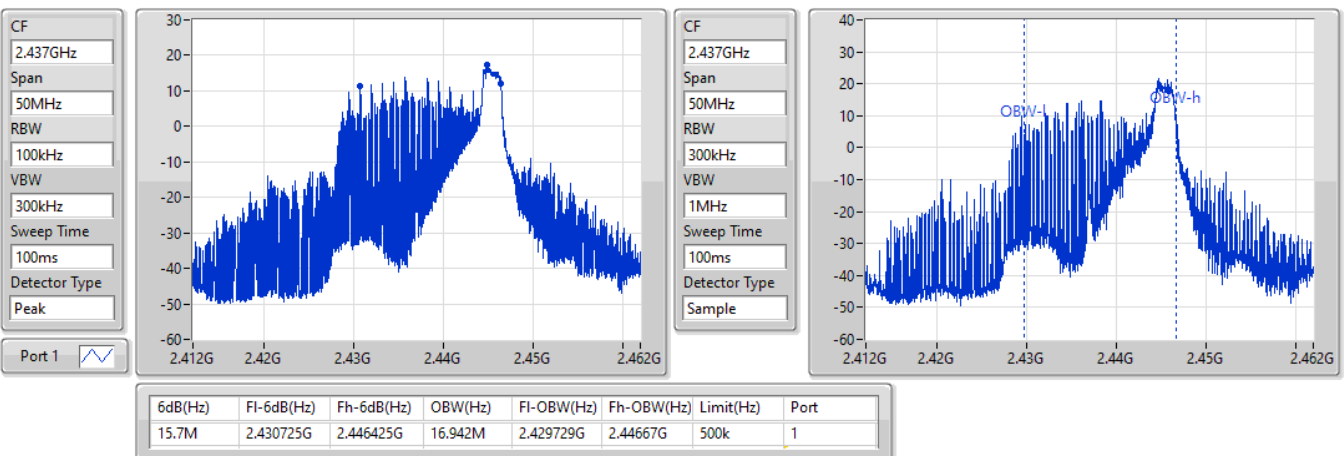 CF
2.437GHz
Span
50MHz
RBW
100kHz
VBW
300kHz
Sweep Time
100ms
Detector Type
Peak
Port 1
30
20
10
0
-10
-20
-30
-40
-50
-60
2.412G 2.42G 2.43G 2.44G 2.45G 2.462G
CF
2.437GHz
Span
50MHz
RBW
300kHz
VBW
1MHz
Sweep Time
100ms
Detector Type
Sample
40
30
20
10
0
-10
-20
-30
-40
-50
-60
OBW-l
OBW-h
2.412G 2.42G 2.43G 2.44G 2.45G 2.462G
6dB(Hz) Fl-6dB(Hz) Fh-6dB(Hz) OBW(Hz) Fl-OBW(Hz) Fh-OBW(Hz) Limit(Hz) Port
15.7M 2.430725G 2.446425G 16.942M 2.429729G 2.44667G 500k 1